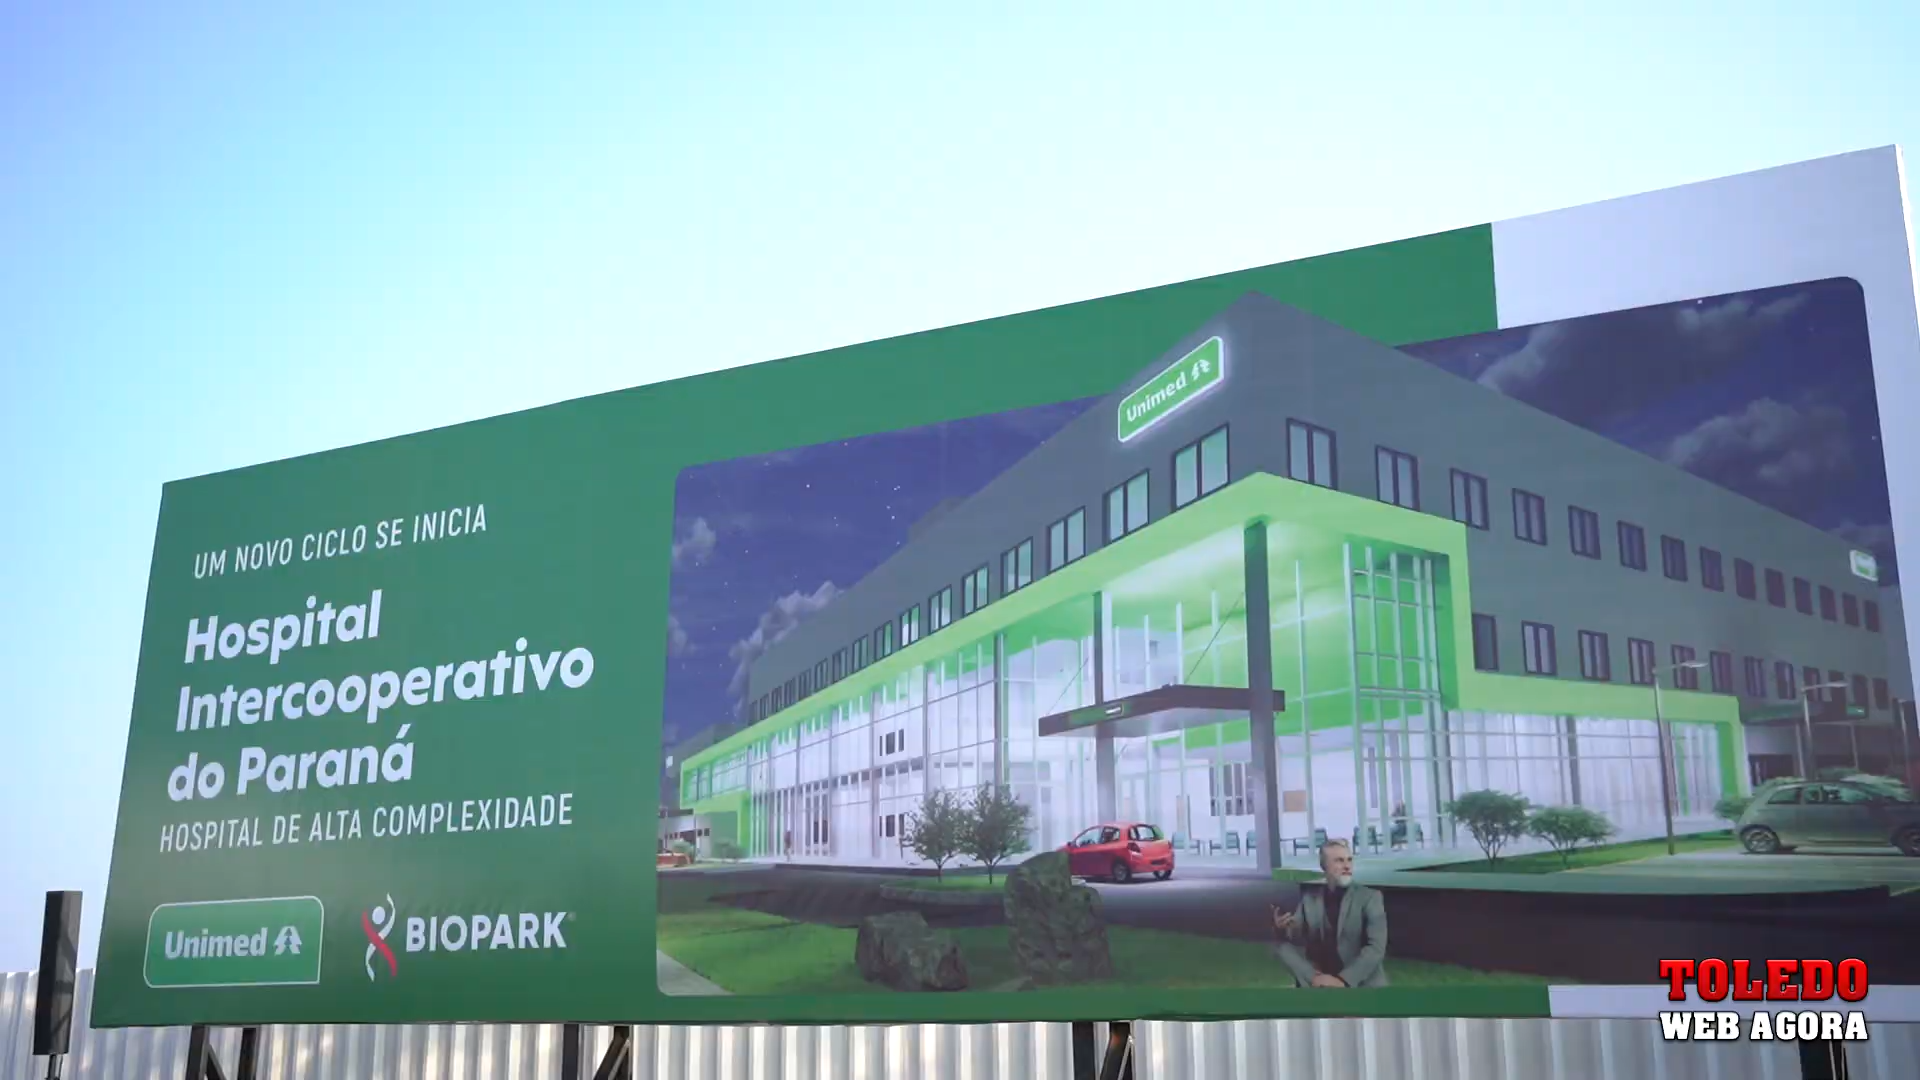 UM NOVO CICLO SE INICIA
Hospital
Intercooperativo
do Paraná
HOSPITAL DE ALTA COMPLEXIDADE
Unimed
BIOPARK
Unimed
TOLEDO
WEB AGORA